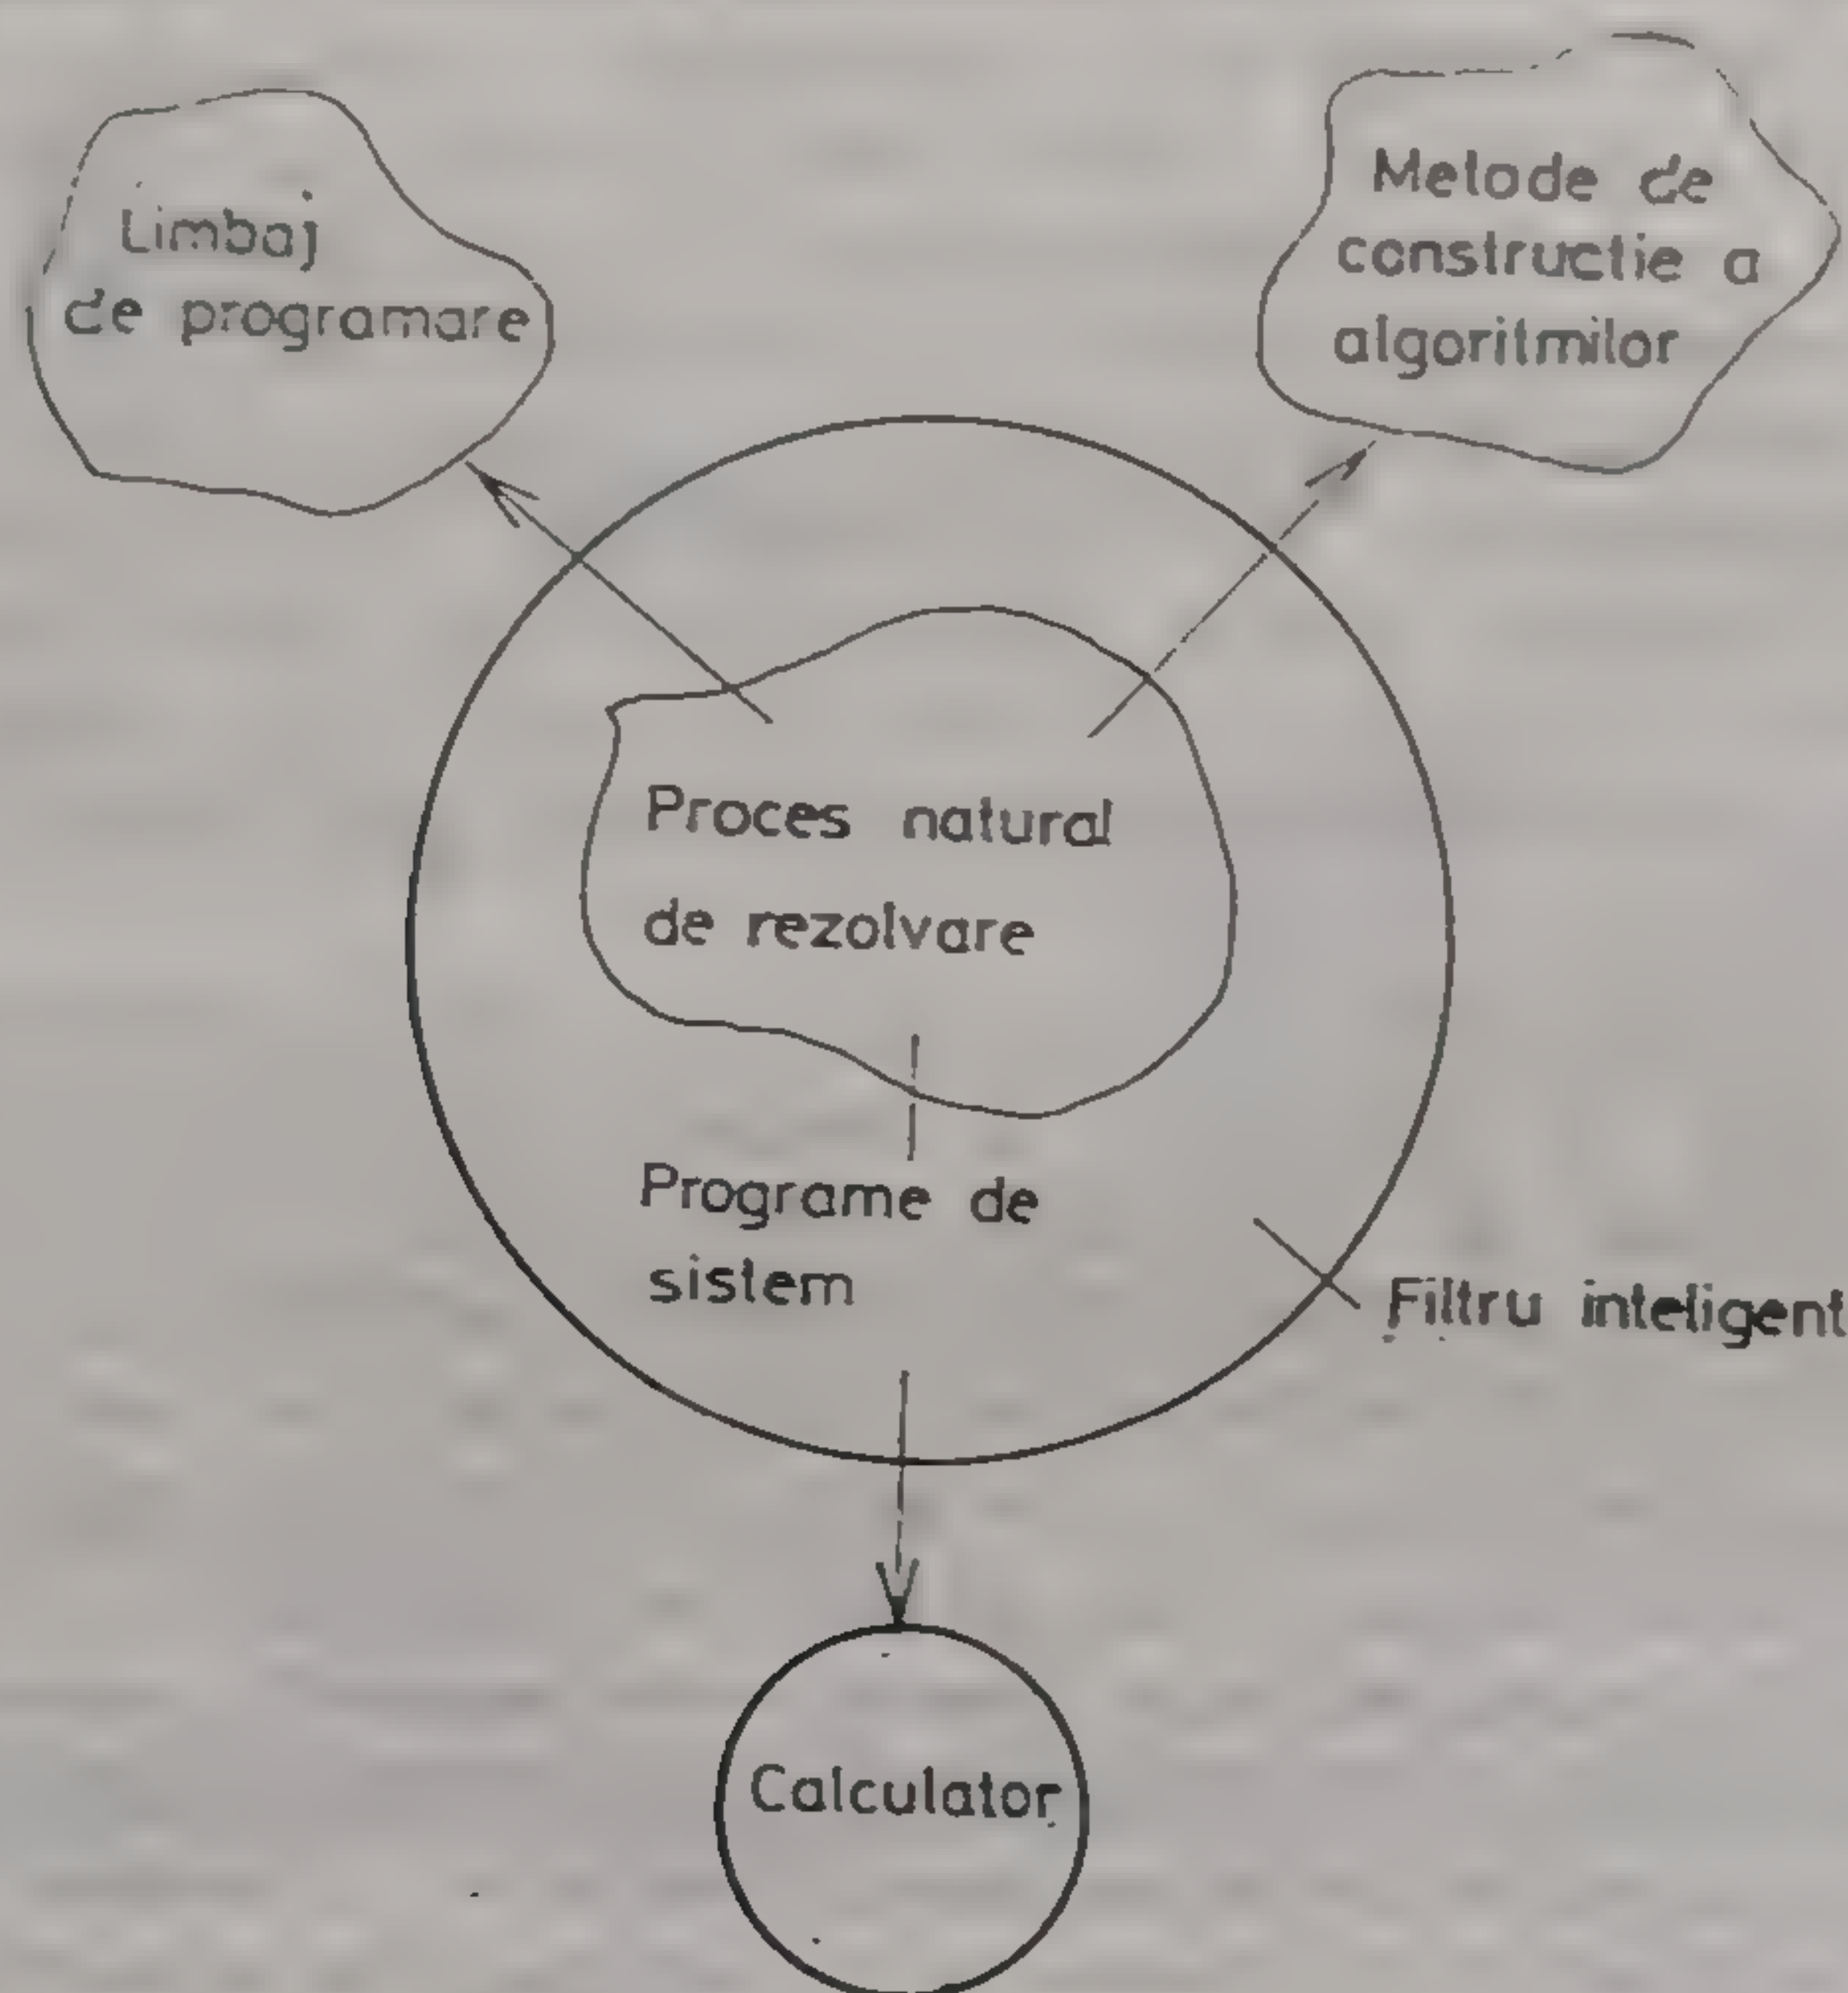 Limbaj
de programare
Metode de
constructie a
algoritmilor
Proces natural
de rezolvare
Programe de
sistem
Filtru inteligent
Calculator